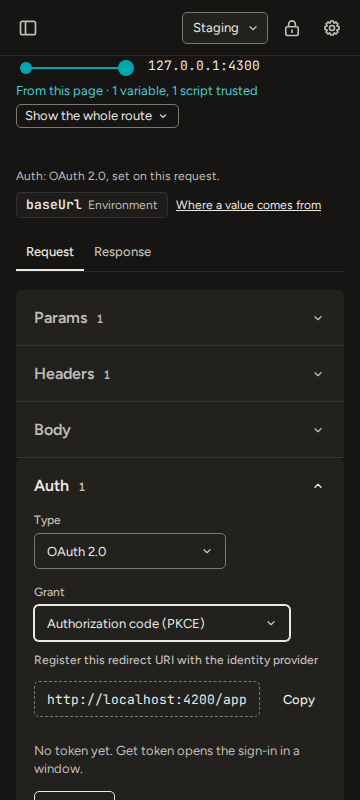 Staging
127.0.0.1:4300
From this page · 1 variable, 1 script trusted
Show the whole route
Auth: OAuth 2.0, set on this request.
baseUrl Environment Where a value comes from
Request Response
Params 1
Headers 1
Body
Auth 1
Type
OAuth 2.0
Grant
Authorization code (PKCE)
Register this redirect URI with the identity provider
http://localhost:4200/app Copy
No token yet. Get token opens the sign-in in a
window.